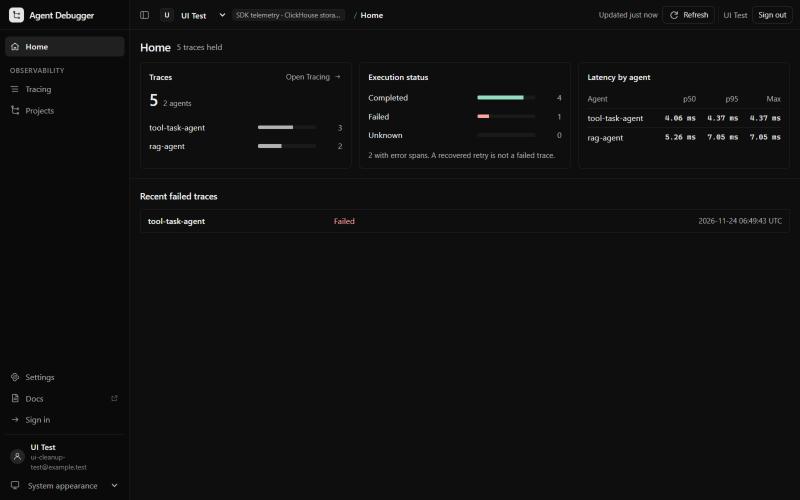 Agent Debugger
U UI Test SDK telemetry · ClickHouse stora... / Home
Updated just now Refresh UI Test Sign out
Home
OBSERVABILITY
Tracing
Projects
Settings
Docs
Sign in
UI Test
ui-cleanup-
test@example.test
System appearance
Home 5 traces held
Traces Open Tracing →
5 2 agents
tool-task-agent 3
rag-agent 2
Execution status
Completed 4
Failed 1
Unknown 0
2 with error spans. A recovered retry is not a failed trace.
Latency by agent
Agent p50 p95 Max
tool-task-agent 4.06 ms 4.37 ms 4.37 ms
rag-agent 5.26 ms 7.05 ms 7.05 ms
Recent failed traces
tool-task-agent Failed 2026-11-24 06:49:43 UTC